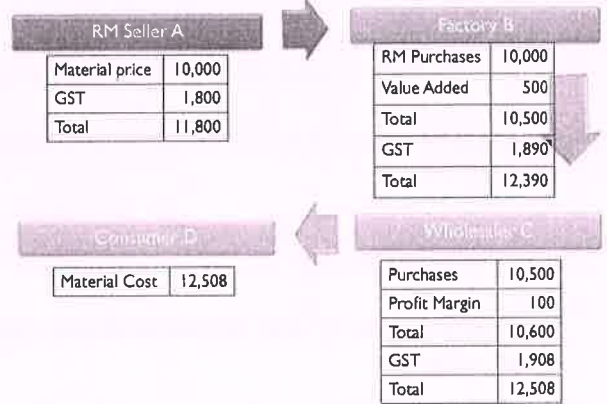 RM Seller A
Material price 10,000
GST 1,800
Total 11,800
Factory B
RM Purchases 10,000
Value Added 500
Total 10,500
GST 1,890
Total 12,390
Wholesaler C
Purchases 10,500
Profit Margin 100
Total 10,600
GST 1,908
Total 12,508
Consumer D
Material Cost 12,508